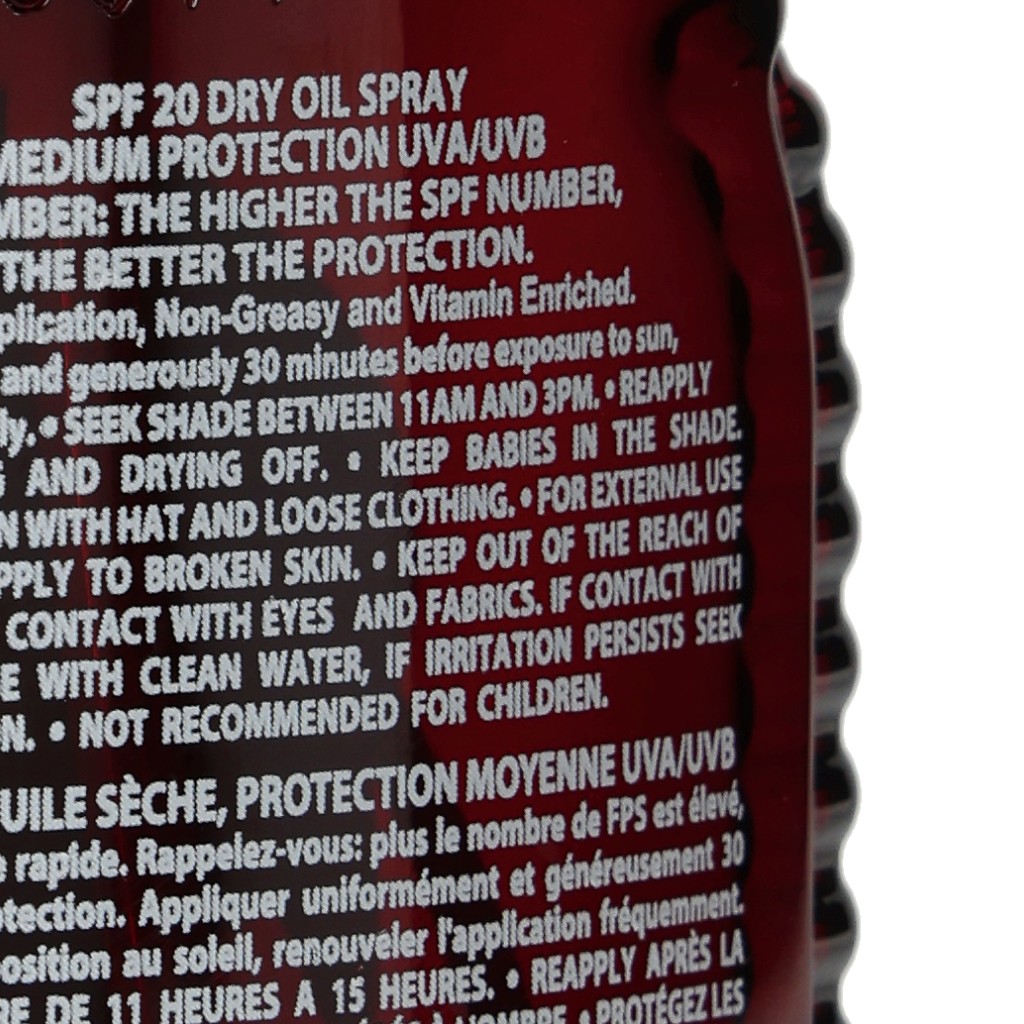 SPF 20 DRY OIL SPRAY
MEDIUM PROTECTION UVA/UVB
MBER: THE HIGHER THE SPF NUMBER,
THE BETTER THE PROTECTION.
plication, Non-Greasy and Vitamin Enriched.
and generously 30 minutes before exposure to sun,
ly. • SEEK SHADE BETWEEN 11AM AND 3PM. • REAPPLY
G AND DRYING OFF. • KEEP BABIES IN THE SHADE.
N WITH HAT AND LOOSE CLOTHING. • FOR EXTERNAL USE
PPLY TO BROKEN SKIN. • KEEP OUT OF THE REACH OF
CONTACT WITH EYES AND FABRICS. IF CONTACT WITH
E WITH CLEAN WATER, IF IRRITATION PERSISTS SEEK
N. • NOT RECOMMENDED FOR CHILDREN.
UILE SÈCHE, PROTECTION MOYENNE UVA/UVB
e rapide. Rappelez-vous: plus le nombre de FPS est élevé,
tection. Appliquer uniformément et généreusement 30
osition au soleil, renouveler l'application fréquemment.
RE DE 11 HEURES A 15 HEURES. • REAPPLY APRÈS LA
À L'OMBRE. • PROTÉGEZ LES